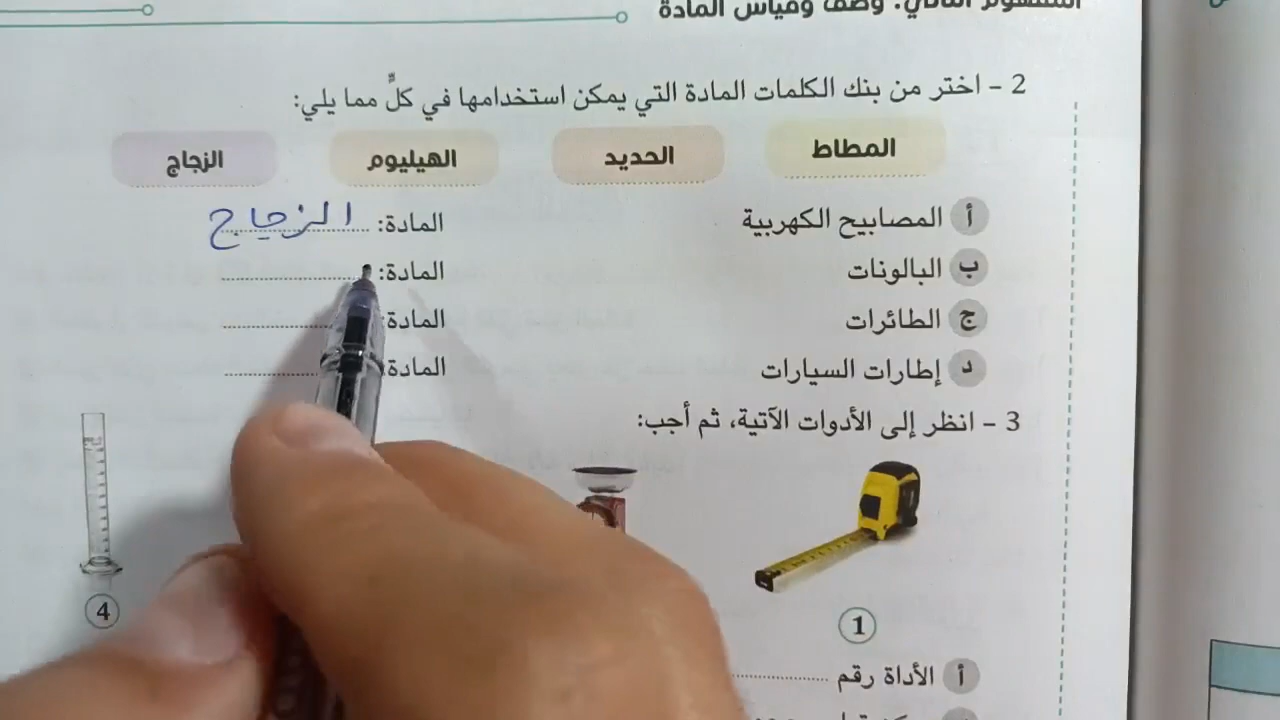 وصف وقياس المادة
2 - اختر من بنك الكلمات المادة التي يمكن استخدامها في كلٍّ مما يلي:
المطاط الحديد الهيليوم الزجاج
أ المصابيح الكهربية المادة: الزجاج
ب البالونات المادة:
ج الطائرات المادة:
د إطارات السيارات المادة:
3 - انظر إلى الأدوات الآتية، ثم أجب:
1
4
أ الأداة رقم